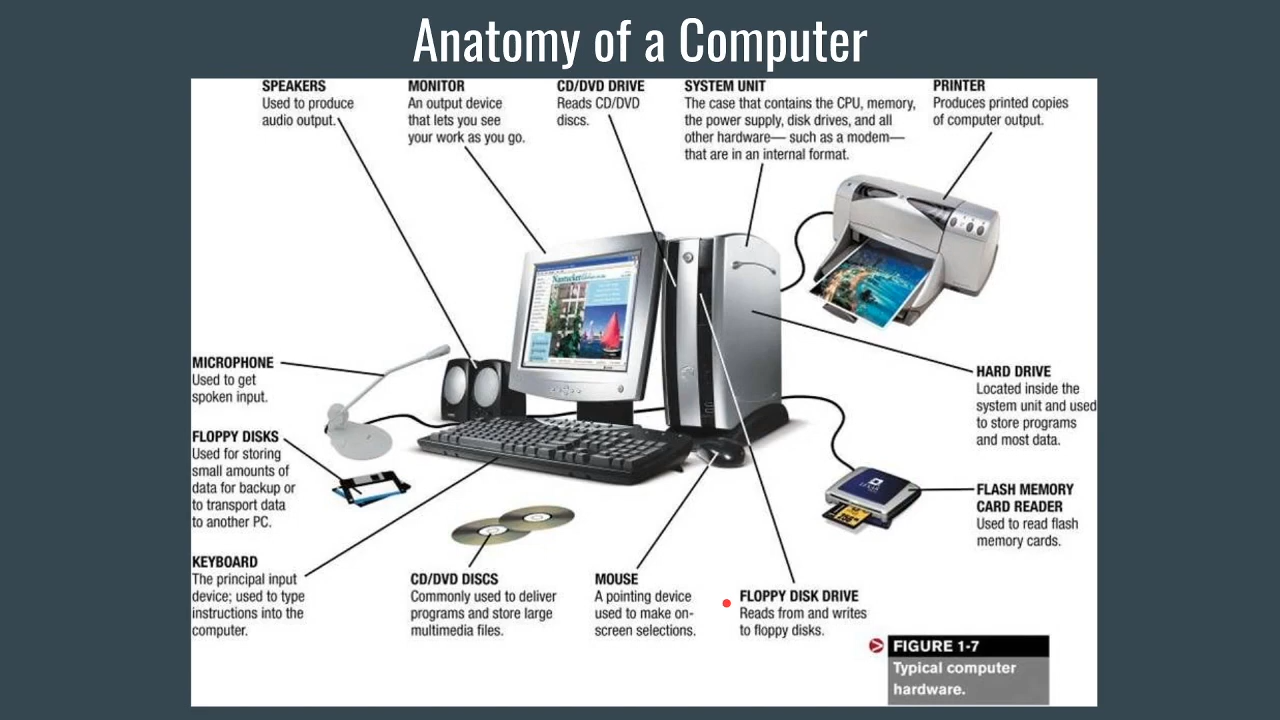 Anatomy of a Computer
SPEAKERS
Used to produce
audio output.
MONITOR
An output device
that lets you see
your work as you go.
CD/DVD DRIVE
Reads CD/DVD
discs.
SYSTEM UNIT
The case that contains the CPU, memory,
the power supply, disk drives, and all
other hardware— such as a modem—
that are in an internal format.
PRINTER
Produces printed copies
of computer output.
MICROPHONE
Used to get
spoken input.
FLOPPY DISKS
Used for storing
small amounts of
data for backup or
to transport data
to another PC.
KEYBOARD
The principal input
device; used to type
instructions into the
computer.
CD/DVD DISCS
Commonly used to deliver
programs and store large
multimedia files.
MOUSE
A pointing device
used to make on-
screen selections.
FLOPPY DISK DRIVE
Reads from and writes
to floppy disks.
HARD DRIVE
Located inside the
system unit and used
to store programs
and most data.
FLASH MEMORY
CARD READER
Used to read flash
memory cards.
FIGURE 1-7
Typical computer
hardware.
Nantucket